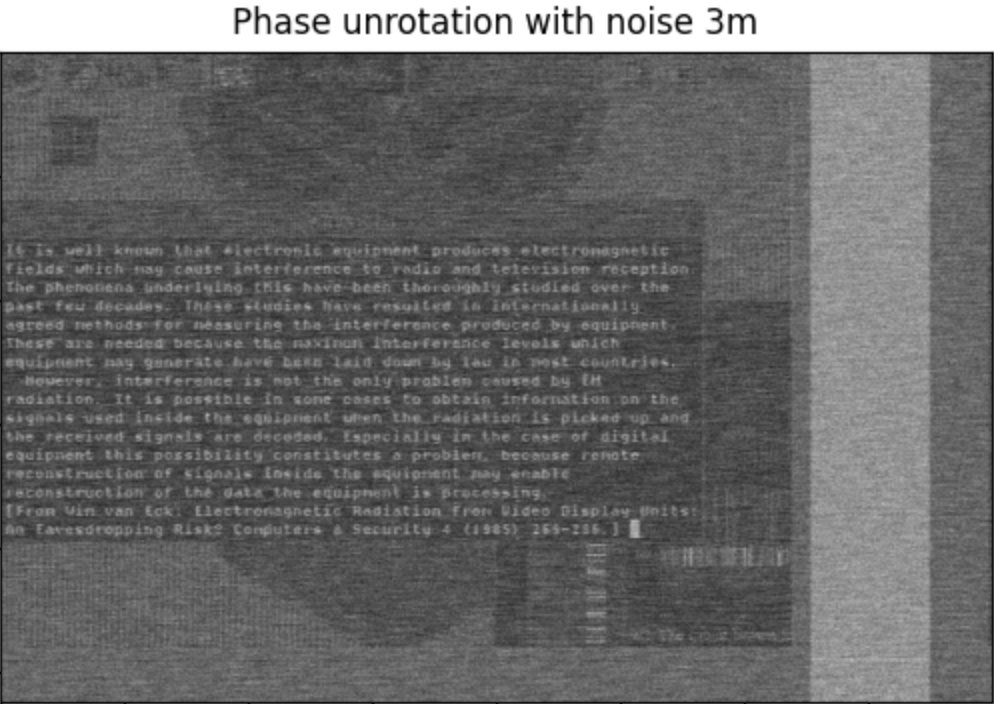 Phase unrotation with noise 3m
It is well known that electronic equipment produces electromagnetic
fields which may cause interference to radio and television reception.
The phenomena underlying this have been thoroughly studied over the
past few decades. These studies have resulted in internationally
agreed methods for measuring the interference produced by equipment.
These are needed because the maximum interference levels which
equipment may generate have been laid down by law in most countries.
However, interference is not the only problem caused by EM
radiation. It is possible in some cases to obtain information on the
signals used inside the equipment when the radiation is picked up and
the received signals are decoded. Especially in the case of digital
equipment this possibility constitutes a problem, because remote
reconstruction of signals inside the equipment may enable
reconstruction of the data the equipment is processing.
[From Wim van Eck: Electromagnetic Radiation from Video Display Units:
An Eavesdropping Risk? Computers & Security 4 (1985) 269-286.]